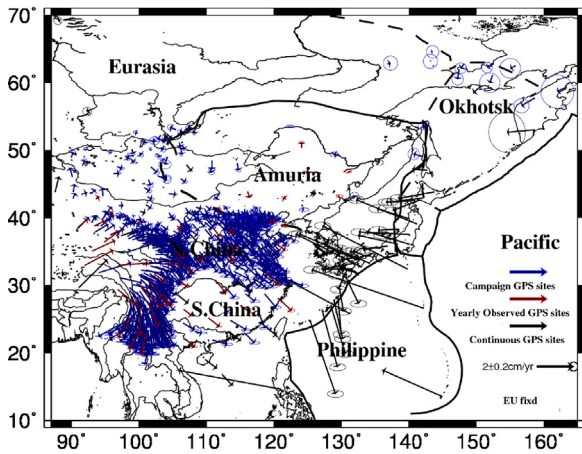 70°
60°
50°
40°
30°
20°
10°
Eurasia
Okhotsk
Amuria
N.China
S.China
Philippine
Pacific
Campaign GPS sites
Yearly Observed GPS sites
Continuous GPS sites
2±0.2cm/yr
EU fixd
90° 100° 110° 120° 130° 140° 150° 160°